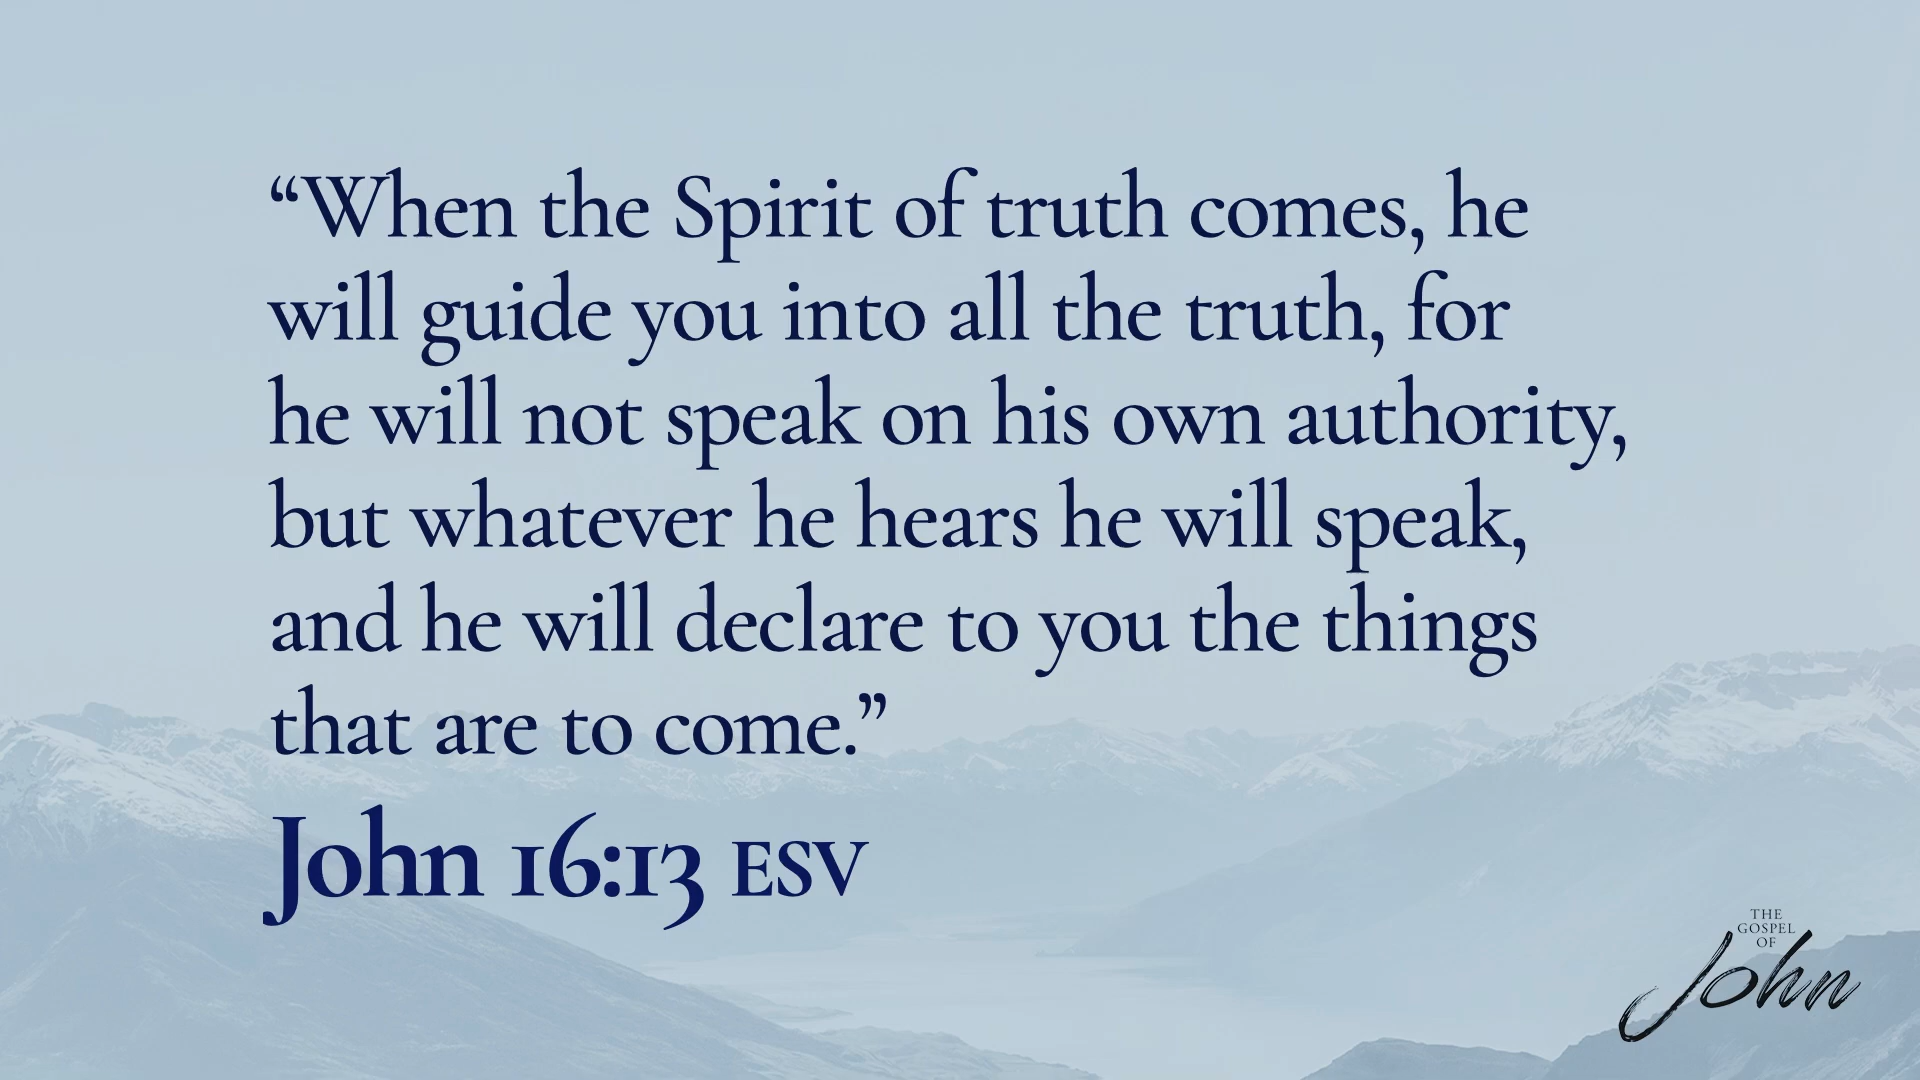 “When the Spirit of truth comes, he
will guide you into all the truth, for
he will not speak on his own authority,
but whatever he hears he will speak,
and he will declare to you the things
that are to come.”
John 16:13 ESV
THE
GOSPEL
OF
John